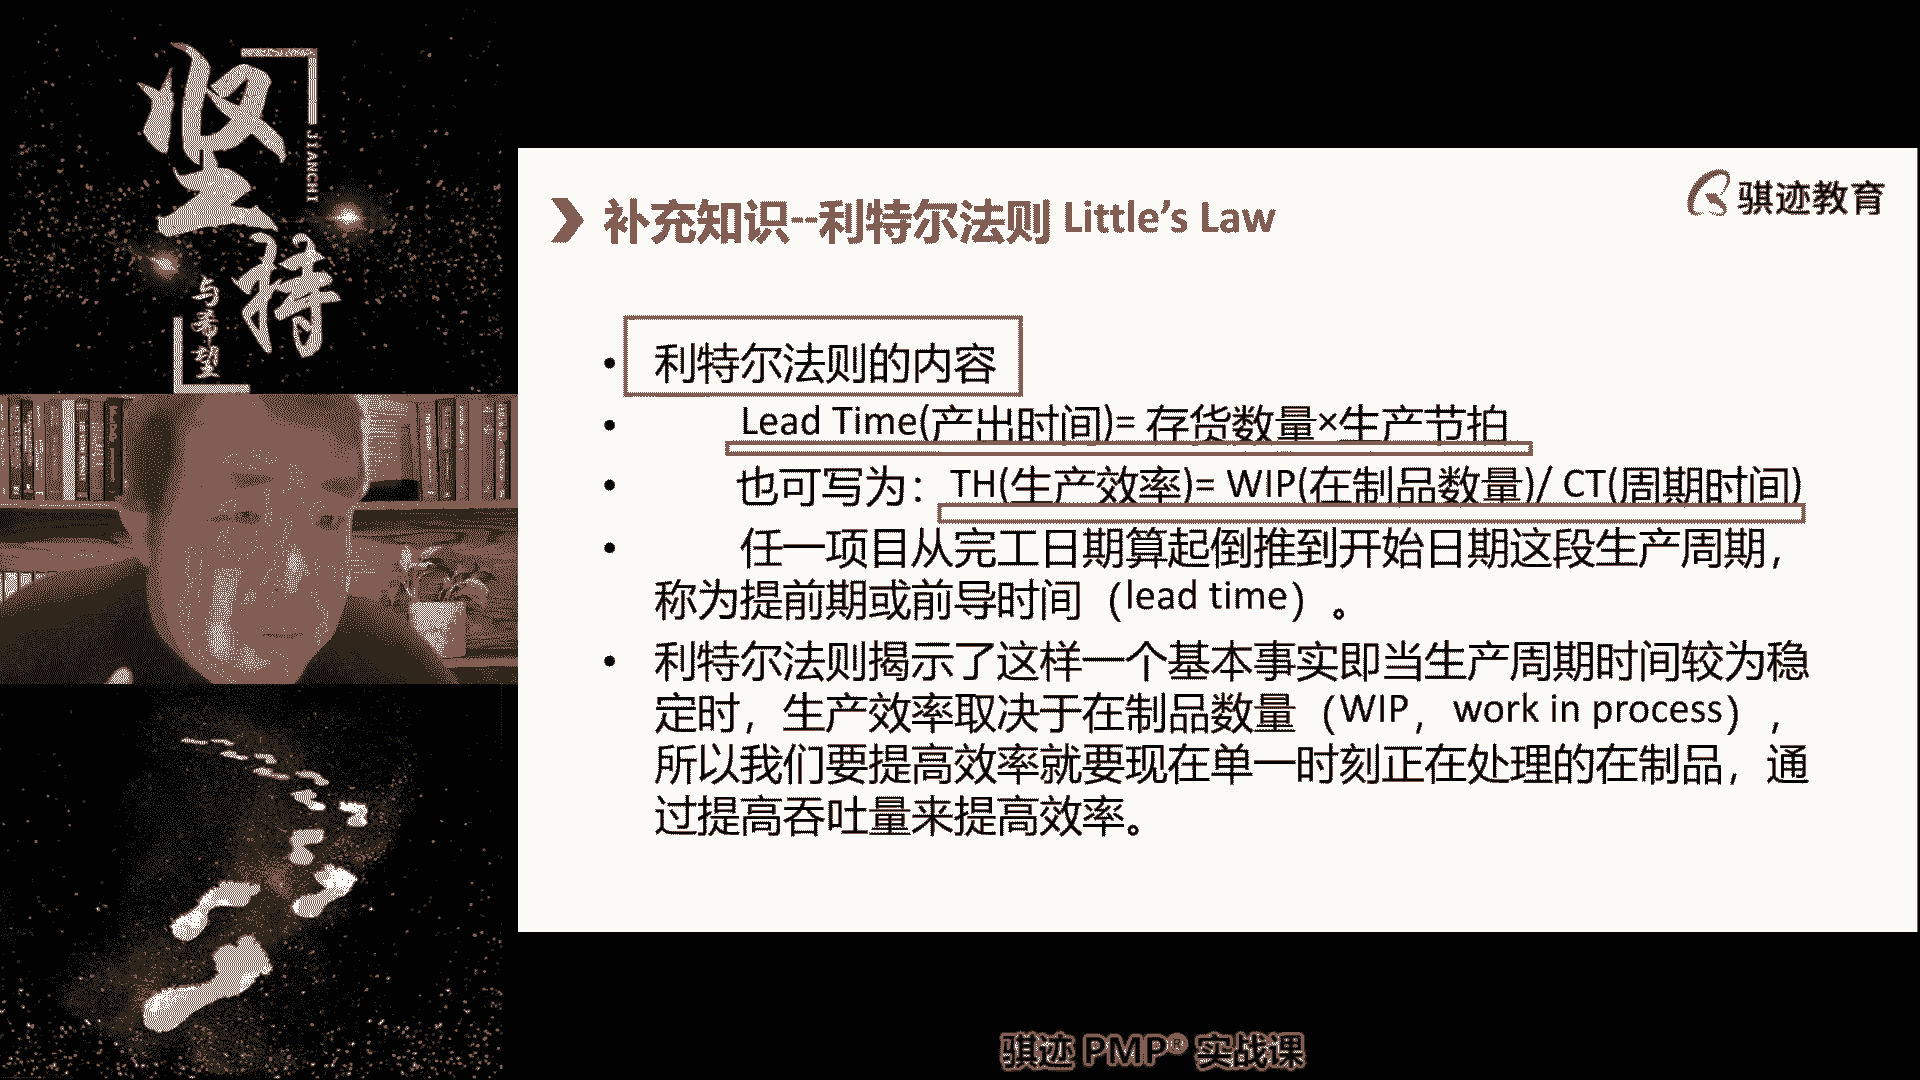 坚持
JIANCHI
与希望
骐迹教育
补充知识--利特尔法则 Little’s Law
• 利特尔法则的内容
• Lead Time(产出时间)= 存货数量×生产节拍
• 也可写为：TH(生产效率)= WIP(在制品数量)/ CT(周期时间)
• 任一项目从完工日期算起倒推到开始日期这段生产周期，
称为提前期或前导时间（lead time）。
• 利特尔法则揭示了这样一个基本事实即当生产周期时间较为稳
定时，生产效率取决于在制品数量（WIP，work in process），
所以我们要提高效率就要现在单一时刻正在处理的在制品，通
过提高吞吐量来提高效率。
骐迹 PMP® 实战课